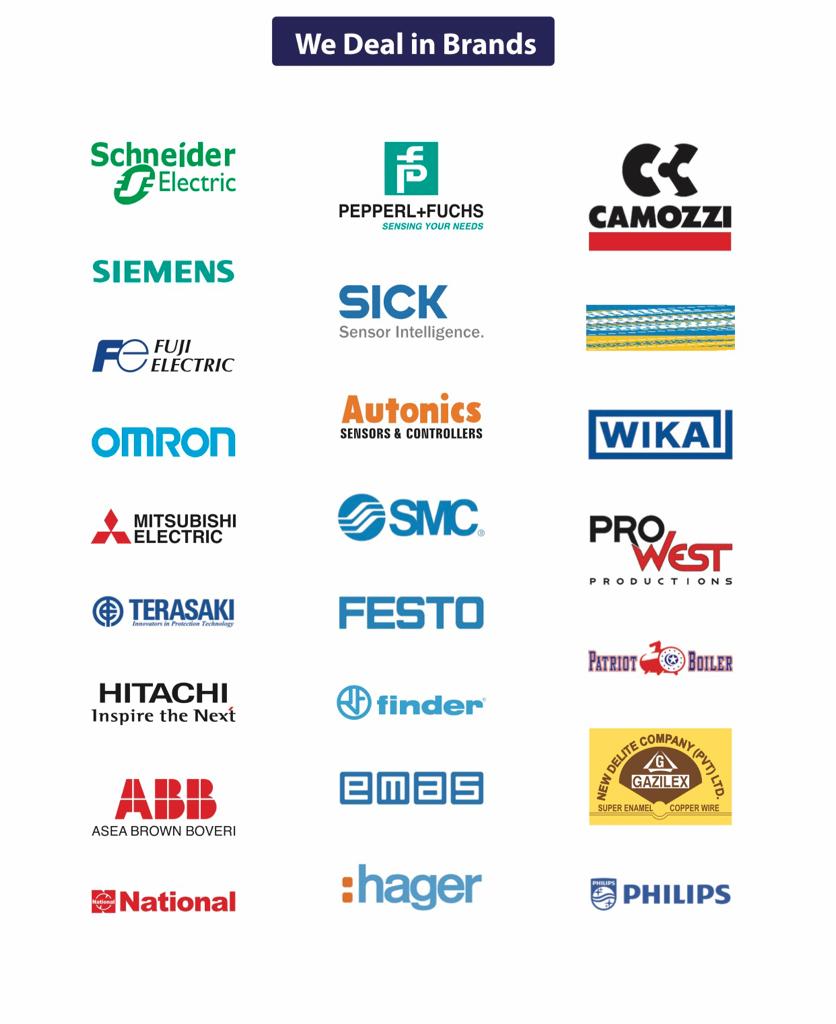 We Deal in Brands
Schneider
Electric
SIEMENS
Fe FUJI
ELECTRIC
OMRON
MITSUBISHI
ELECTRIC
TERASAKI
Innovators in Protection Technology
HITACHI
Inspire the Next
ABB
ASEA BROWN BOVERI
National National
PEPPERL+FUCHS
SENSING YOUR NEEDS
SICK
Sensor Intelligence.
Autonics
SENSORS & CONTROLLERS
SMC®
FESTO
finder®
emas
:hager
CAMOZZI
WIKA
PRO
WEST
PRODUCTIONS
PATRIOT BOILER
NEW DELITE COMPANY (PVT) LTD.
G
GAZILEX
SUPER ENAMEL COPPER WIRE
PHILIPS
PHILIPS